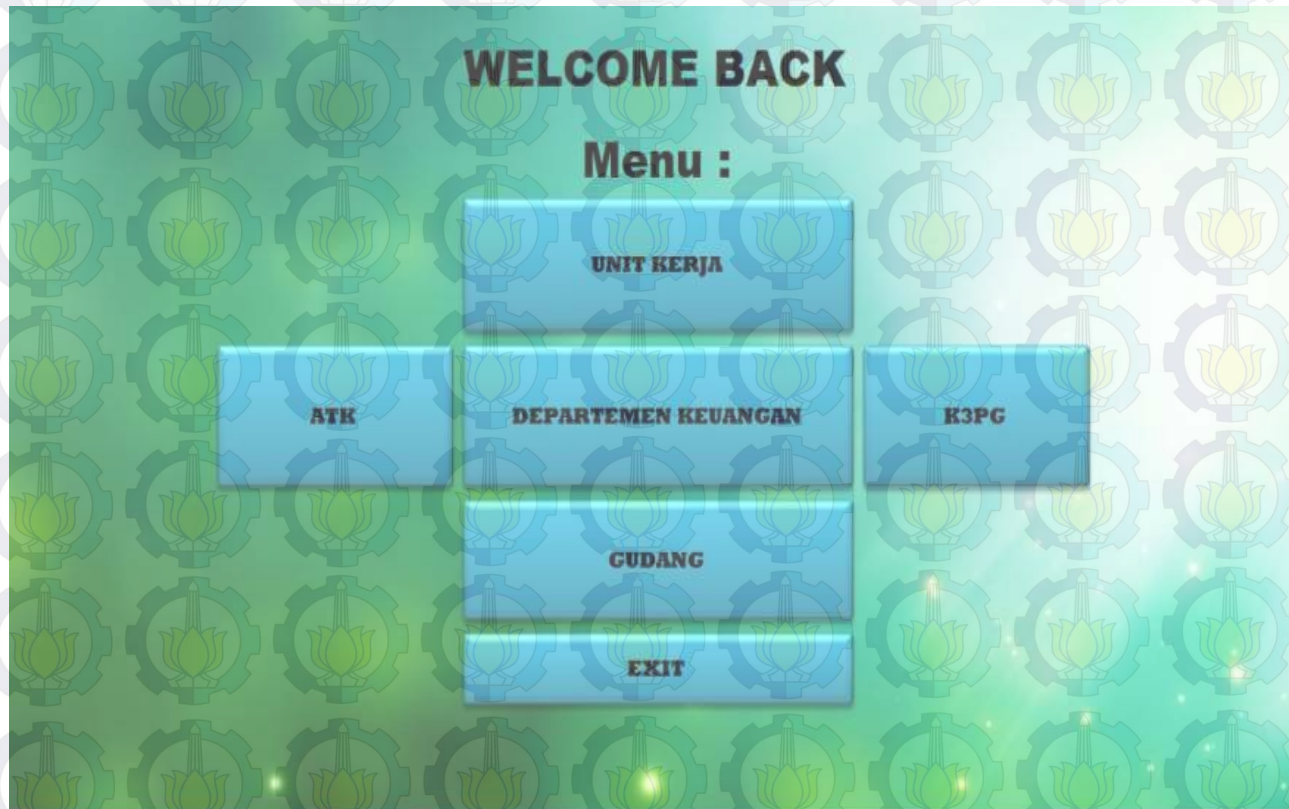 WELCOME BACK
Menu :
UNIT KERJA
ATK
DEPARTEMEN KEUANGAN
K3PG
GUDANG
EXIT